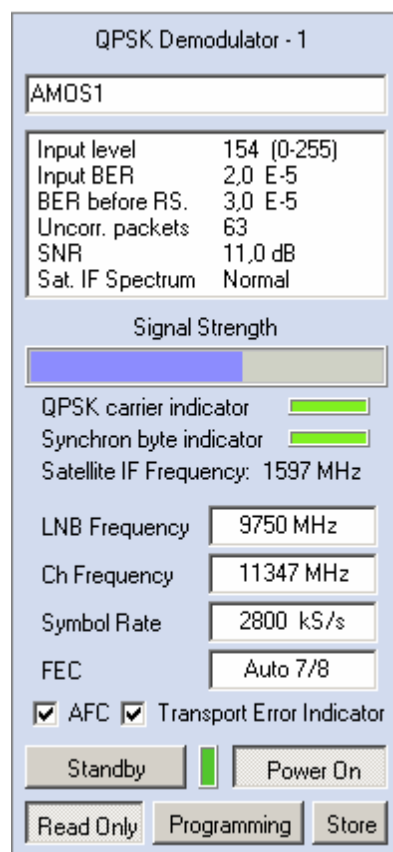 QPSK Demodulator - 1
AMOS1
Input level 154 (0-255)
Input BER 2,0 E-5
BER before RS. 3,0 E-5
Uncorr. packets 63
SNR 11,0 dB
Sat. IF Spectrum Normal
Signal Strength
QPSK carrier indicator
Synchron byte indicator
Satellite IF Frequency: 1597 MHz
LNB Frequency 9750 MHz
Ch Frequency 11347 MHz
Symbol Rate 2800 kS/s
FEC Auto 7/8
AFC Transport Error Indicator
Standby Power On
Read Only Programming Store